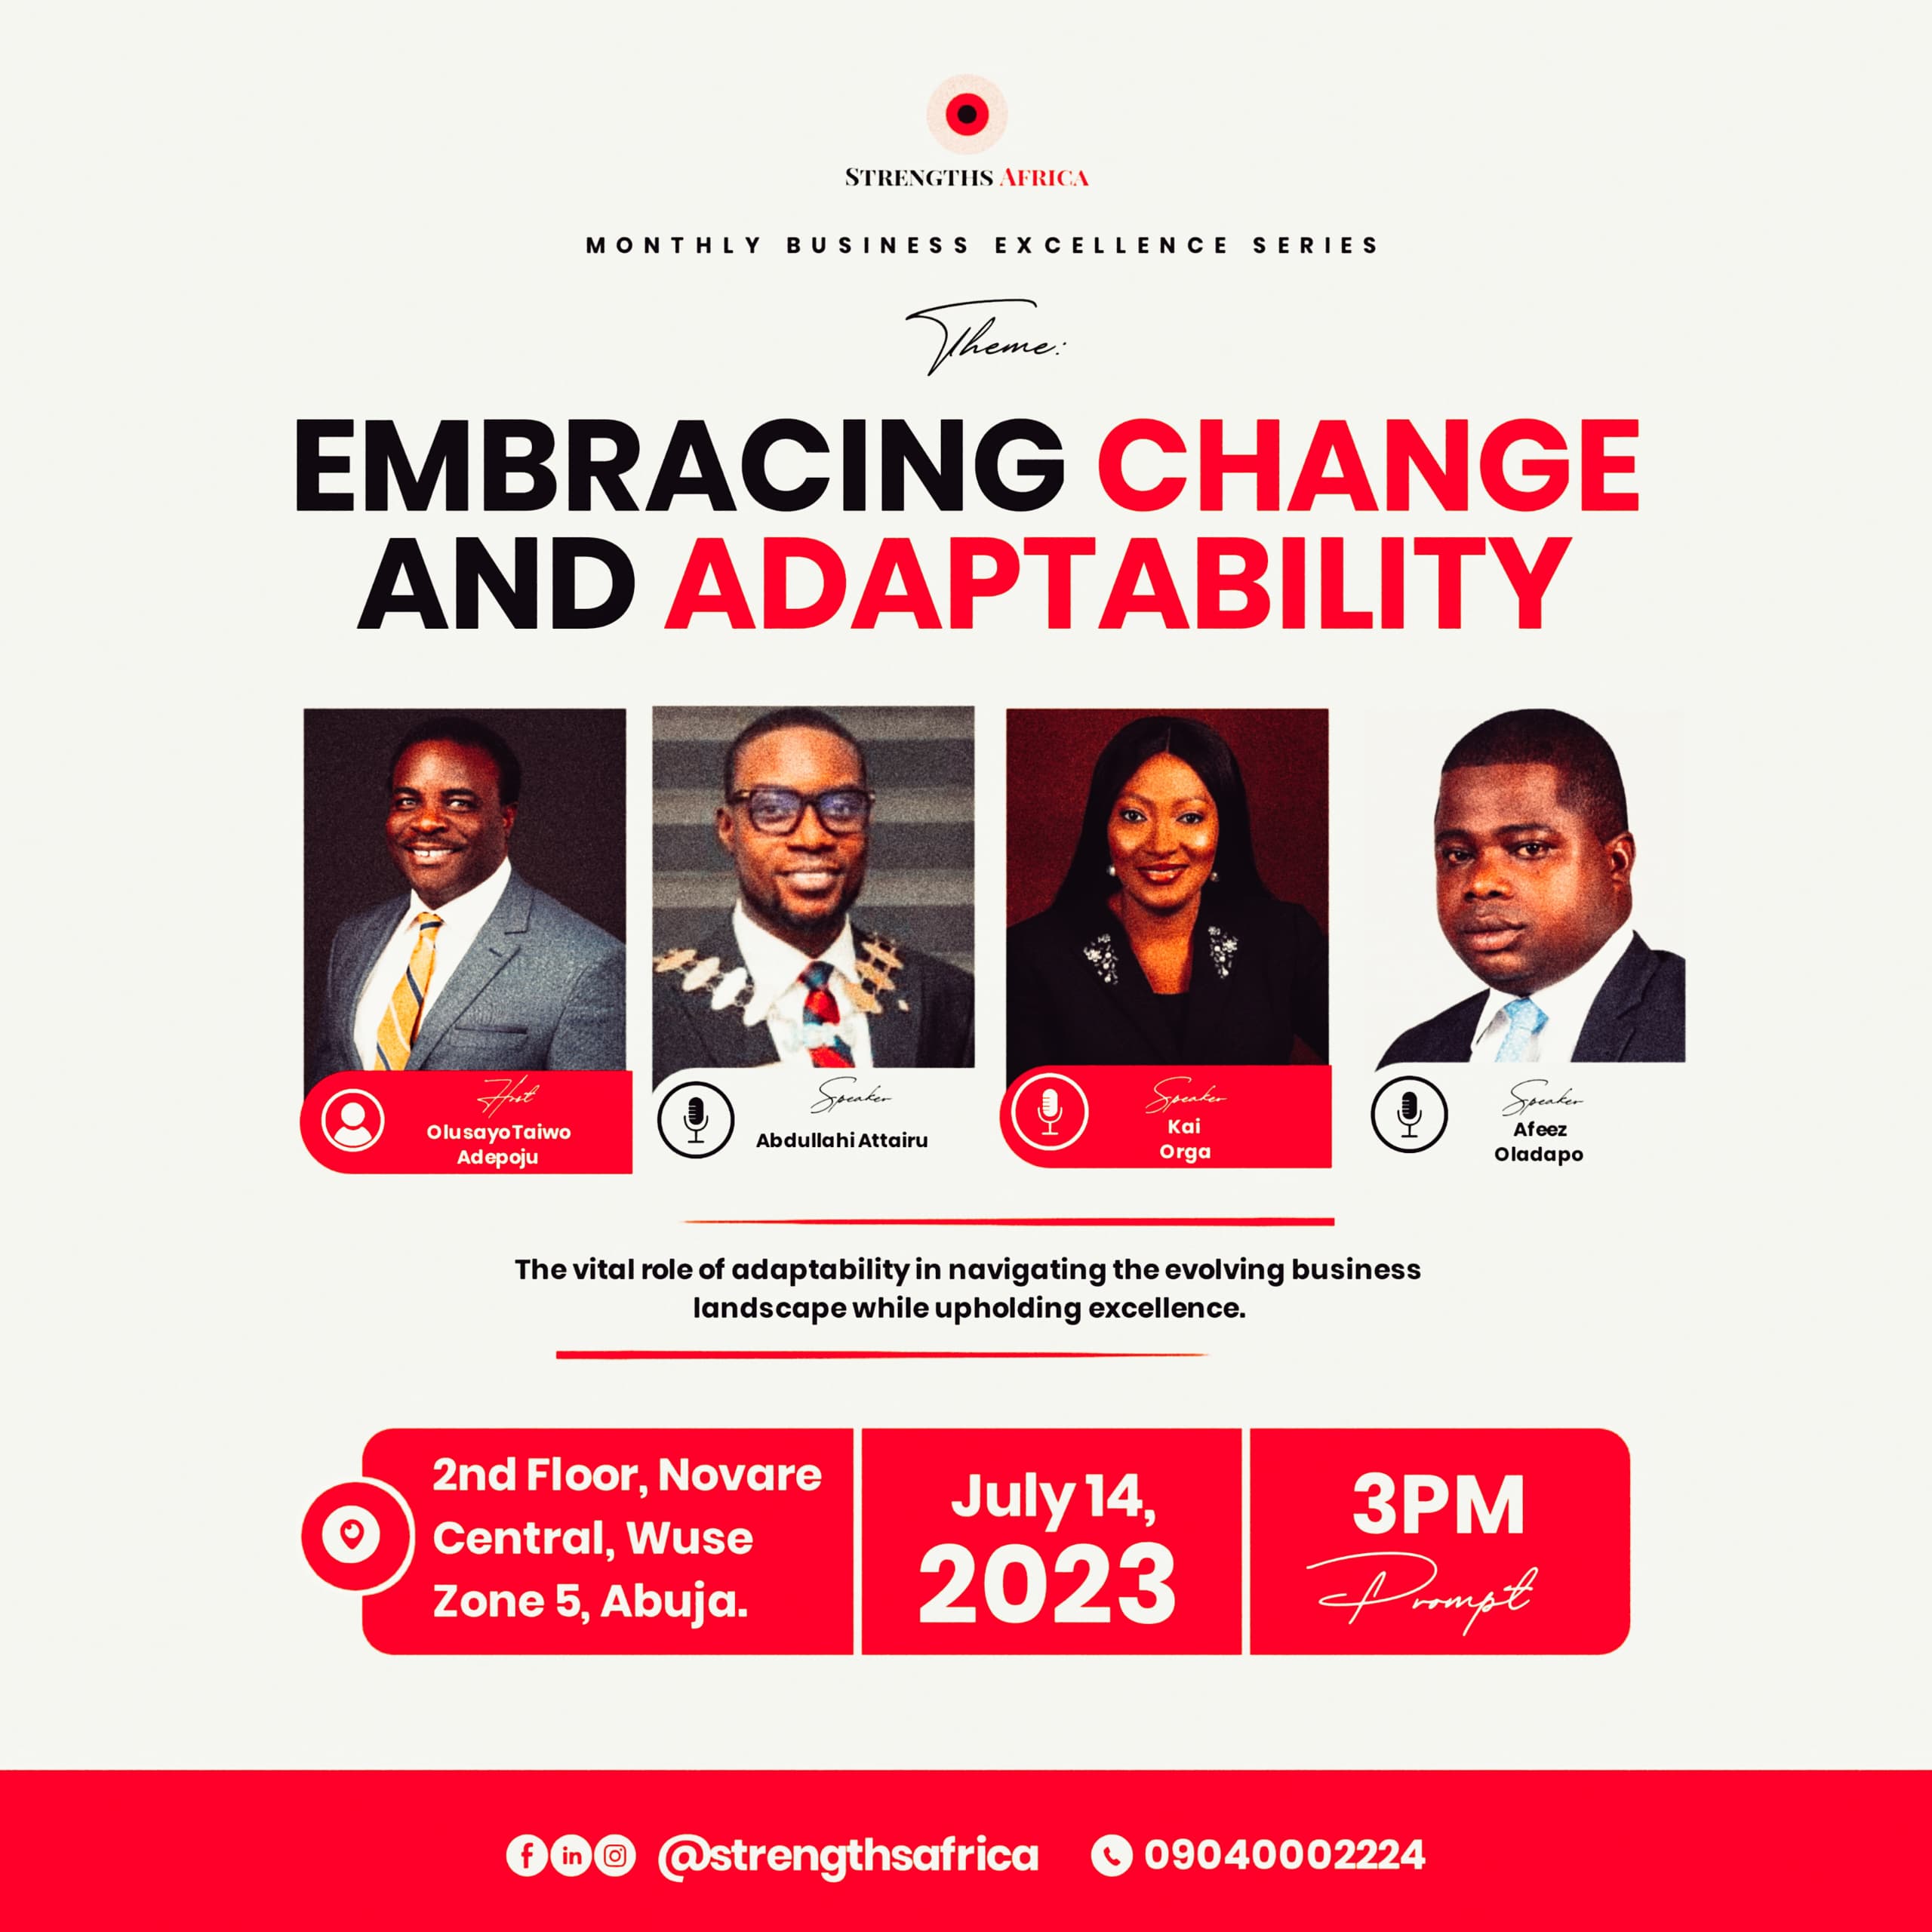 STRENGTHS AFRICA
MONTHLY BUSINESS EXCELLENCE SERIES
Theme:
EMBRACING CHANGE
AND ADAPTABILITY
Host
Olusayo Taiwo
Adepoju
Speaker
Abdullahi Attairu
Speaker
Kai
Orga
Speaker
Afeez
Oladapo
The vital role of adaptability in navigating the evolving business
landscape while upholding excellence.
2nd Floor, Novare
Central, Wuse
Zone 5, Abuja.
July 14,
2023
3PM
Prompt
@strengthsafrica
09040002224